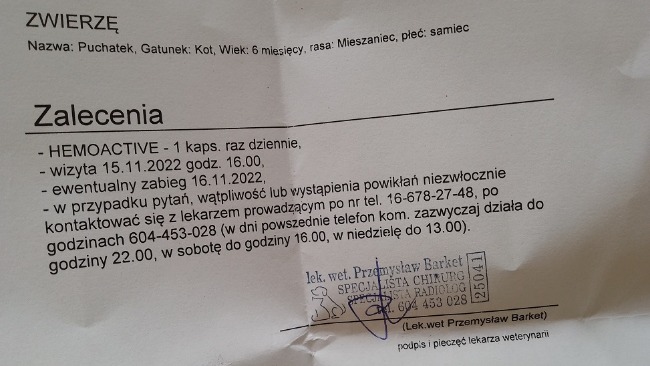 ZWIERZĘ
Nazwa: Puchatek, Gatunek: Kot, Wiek: 6 miesięcy, rasa: Mieszaniec, płeć: samiec
Zalecenia
- HEMOACTIVE - 1 kaps. raz dziennie,
- wizyta 15.11.2022 godz. 16.00,
- ewentualny zabieg 16.11.2022,
- w przypadku pytań, wątpliwość lub wystąpienia powikłań niezwłocznie
kontaktować się z lekarzem prowadzącym po nr tel. 16-678-27-48, po
godzinach 604-453-028 (w dni powszednie telefon kom. zazwyczaj działa do
godziny 22.00, w sobotę do godziny 16.00, w niedzielę do 13.00).
lek. wet. Przemysław Barket
SPECJALISTA CHIRURG
SPECJALISTA RADIOLOG
tel. 604 453 028
25041
(Lek.wet Przemysław Barket)
podpis i pieczęć lekarza weterynarii